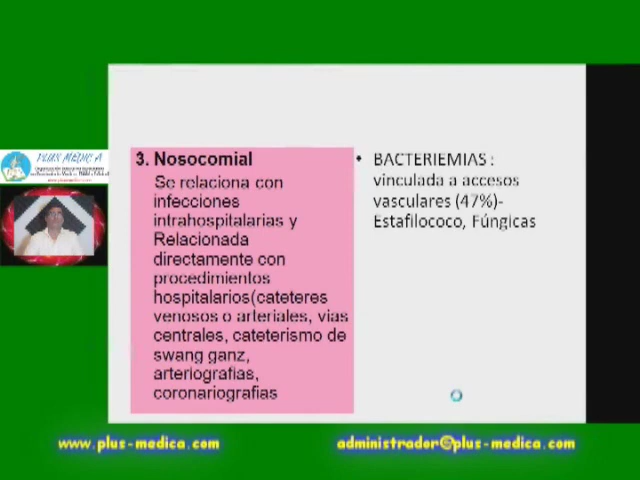 PLUS MEDICA
3. Nosocomial
Se relaciona con
infecciones
intrahospitalarias y
Relacionada
directamente con
procedimientos
hospitalarios(cateteres
venosos o arteriales, vias
centrales, cateterismo de
swang ganz,
arteriografias,
coronariografias
• BACTERIEMIAS :
vinculada a accesos
vasculares (47%)-
Estafilococo, Fúngicas
www.plus-medica.com
administrador@plus-medica.com